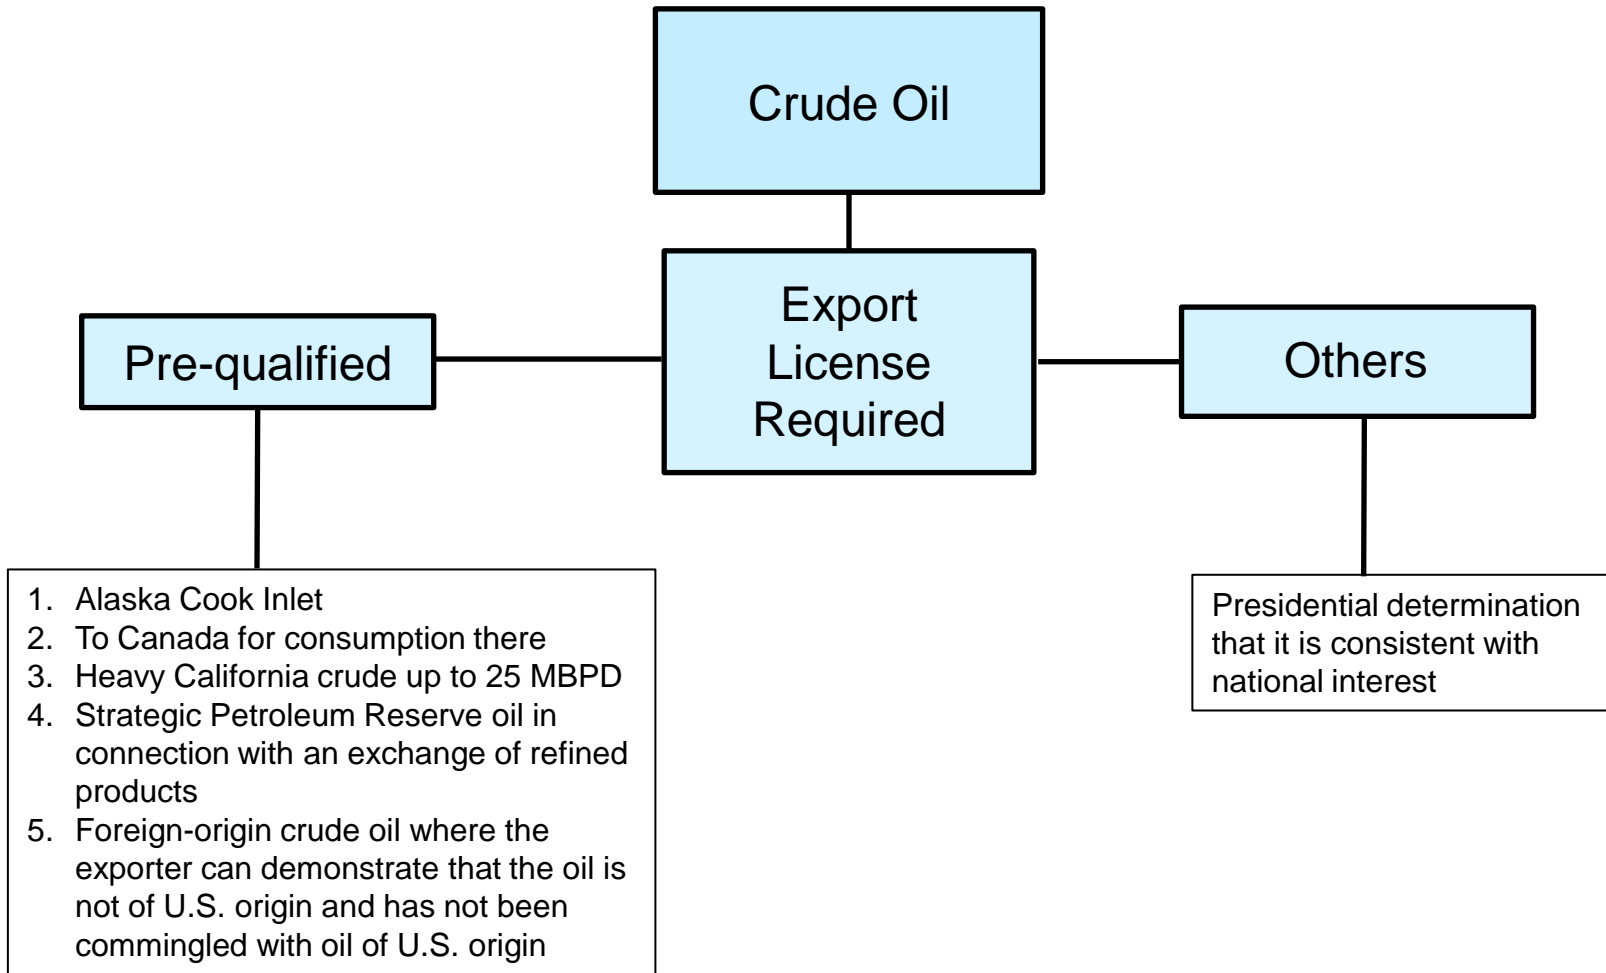 Crude Oil
Export
License
Required
Pre-qualified
Others
1. Alaska Cook Inlet
2. To Canada for consumption there
3. Heavy California crude up to 25 MBPD
4. Strategic Petroleum Reserve oil in
connection with an exchange of refined
products
5. Foreign-origin crude oil where the
exporter can demonstrate that the oil is
not of U.S. origin and has not been
commingled with oil of U.S. origin
Presidential determination
that it is consistent with
national interest